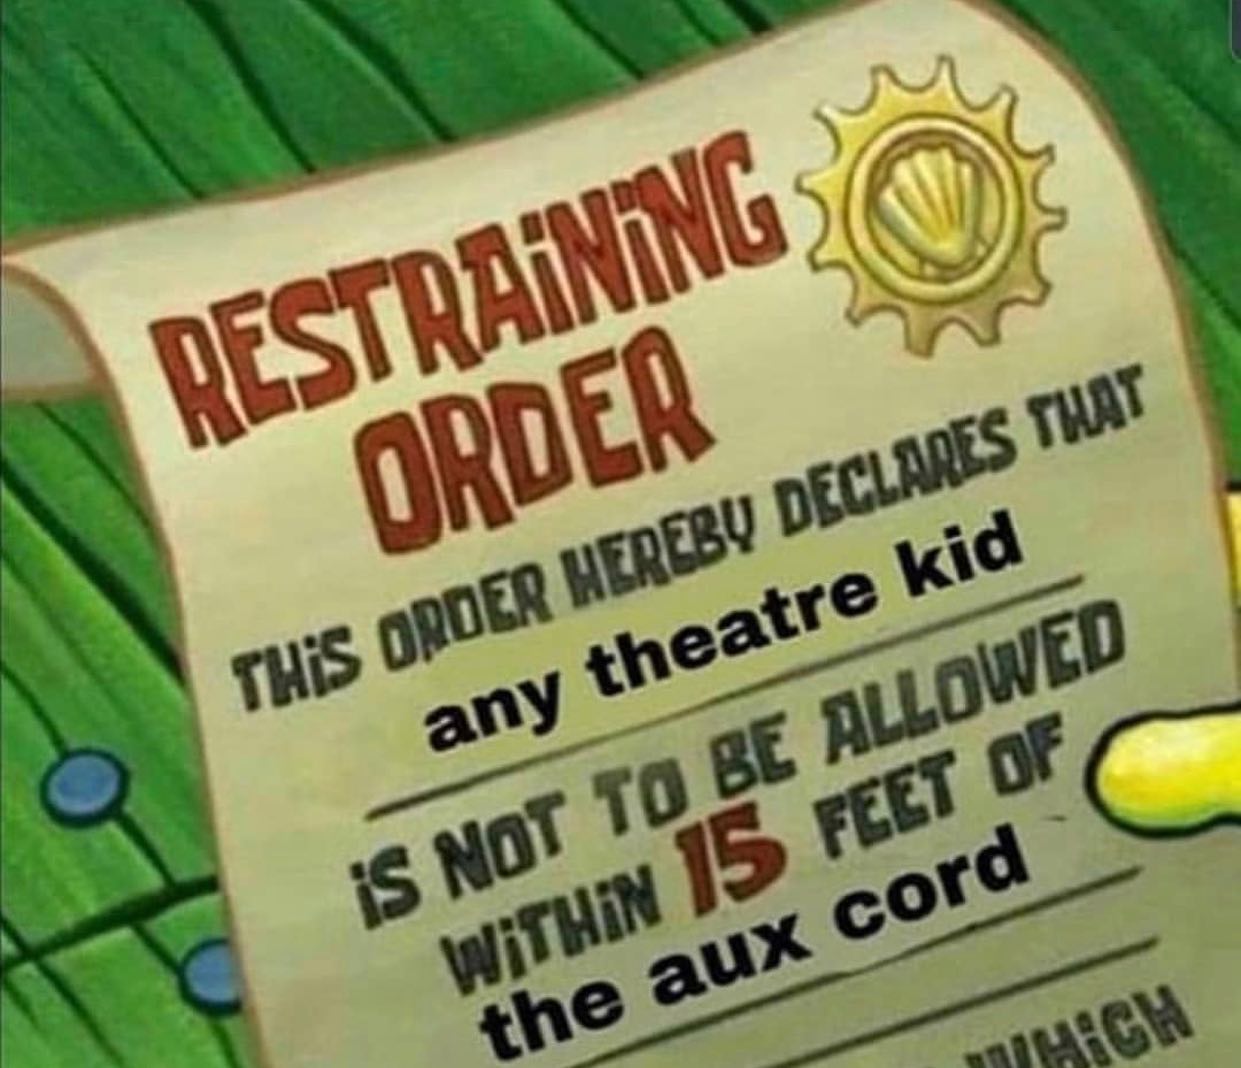 RESTRAINING
ORDER
THIS ORDER HEREBY DECLARES THAT
any theatre kid
IS NOT TO BE ALLOWED
WITHIN 15 FEET OF
the aux cord
WHICH